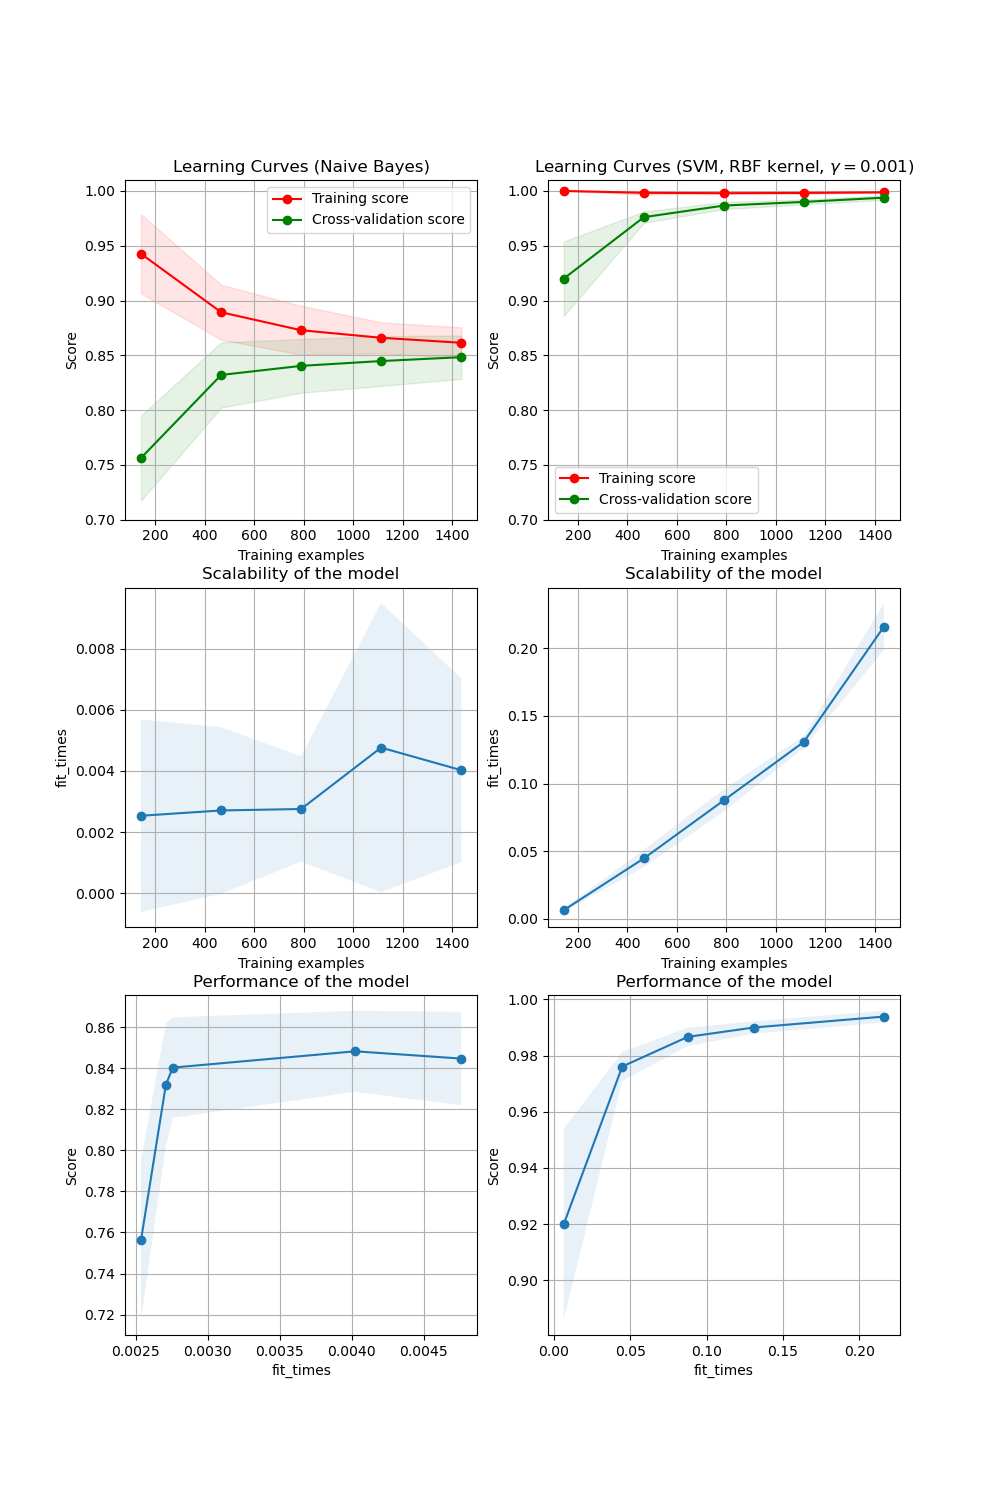 Learning Curves (Naive Bayes)
1.00
0.95
0.90
0.85
0.80
0.75
0.70
Score
Training score
Cross-validation score
200 400 600 800 1000 1200 1400
Training examples
Learning Curves (SVM, RBF kernel, γ = 0.001)
1.00
0.95
0.90
0.85
0.80
0.75
0.70
Score
Training score
Cross-validation score
200 400 600 800 1000 1200 1400
Training examples
Scalability of the model
0.008
0.006
0.004
0.002
0.000
fit_times
200 400 600 800 1000 1200 1400
Training examples
Scalability of the model
0.20
0.15
0.10
0.05
0.00
fit_times
200 400 600 800 1000 1200 1400
Training examples
Performance of the model
0.86
0.84
0.82
0.80
0.78
0.76
0.74
0.72
Score
0.0025 0.0030 0.0035 0.0040 0.0045
fit_times
Performance of the model
1.00
0.98
0.96
0.94
0.92
0.90
Score
0.00 0.05 0.10 0.15 0.20
fit_times